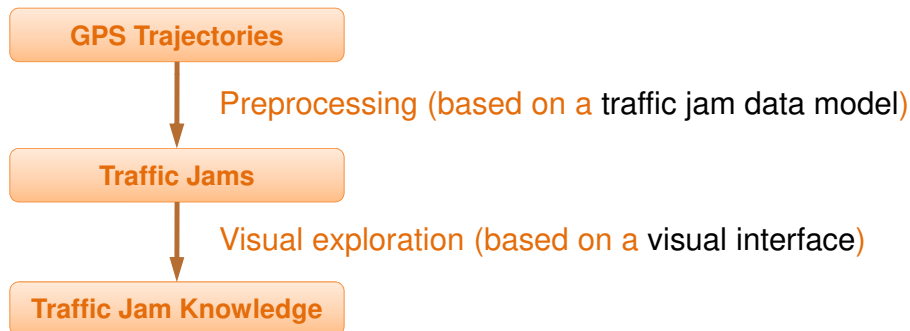 GPS Trajectories
Preprocessing (based on a traffic jam data model)
Traffic Jams
Visual exploration (based on a visual interface)
Traffic Jam Knowledge